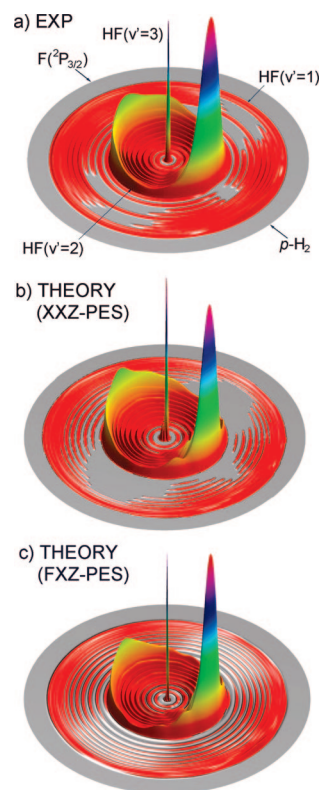 a) EXP
HF(v'=3)
F(²P₃/₂)
HF(v'=1)
HF(v'=2)
p-H₂
b) THEORY
(XXZ-PES)
c) THEORY
(FXZ-PES)